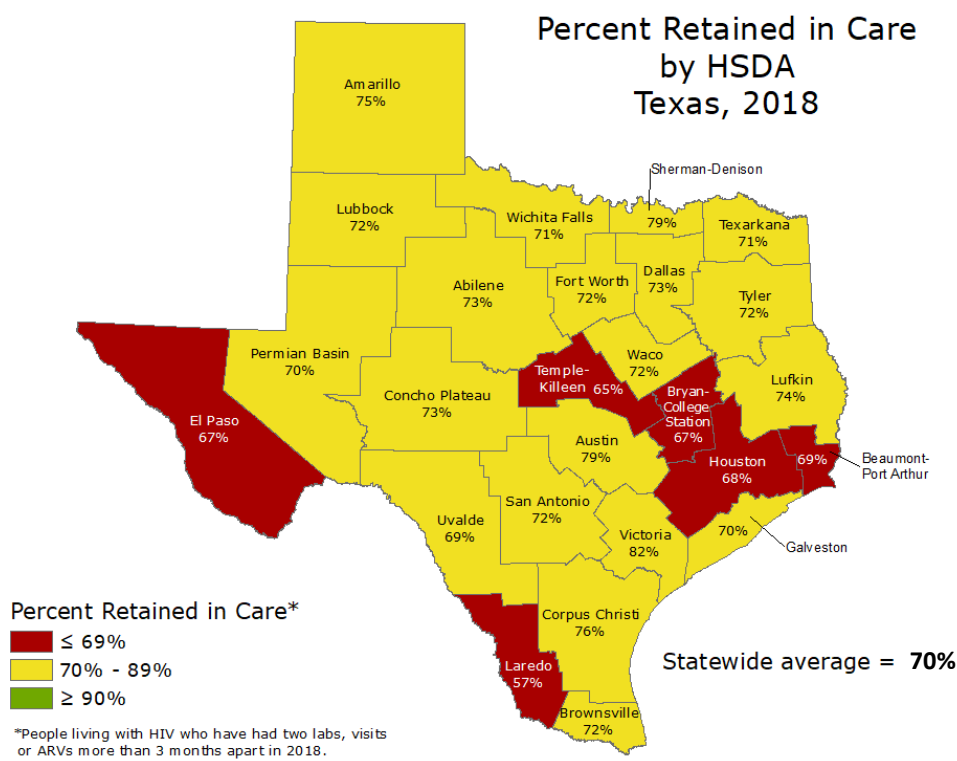 Percent Retained in Care
by HSDA
Texas, 2018
Amarillo
75%
Sherman-Denison
Lubbock
72%
Wichita Falls
71%
79%
Texarkana
71%
Abilene
73%
Fort Worth
72%
Dallas
73%
Tyler
72%
Permian Basin
70%
Waco
72%
Temple-
Killeen 65%
Lufkin
74%
Concho Plateau
73%
Bryan-
College
Station
67%
El Paso
67%
Austin
79%
Houston
68%
69%
Beaumont-
Port Arthur
San Antonio
72%
Uvalde
69%
Victoria
82%
70%
Galveston
Corpus Christi
76%
Laredo
57%
Brownsville
72%
Percent Retained in Care*
≤ 69%
70% - 89%
≥ 90%
Statewide average = 70%
*People living with HIV who have had two labs, visits
or ARVs more than 3 months apart in 2018.